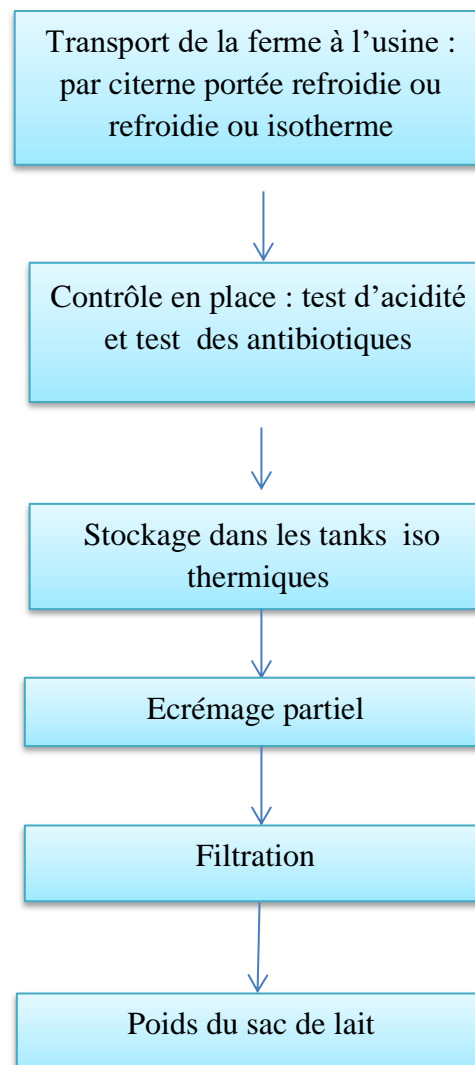 Transport de la ferme à l’usine :
par citerne portée refroidie ou
refroidie ou isotherme
Contrôle en place : test d’acidité
et test des antibiotiques
Stockage dans les tanks iso
thermiques
Ecrémage partiel
Filtration
Poids du sac de lait